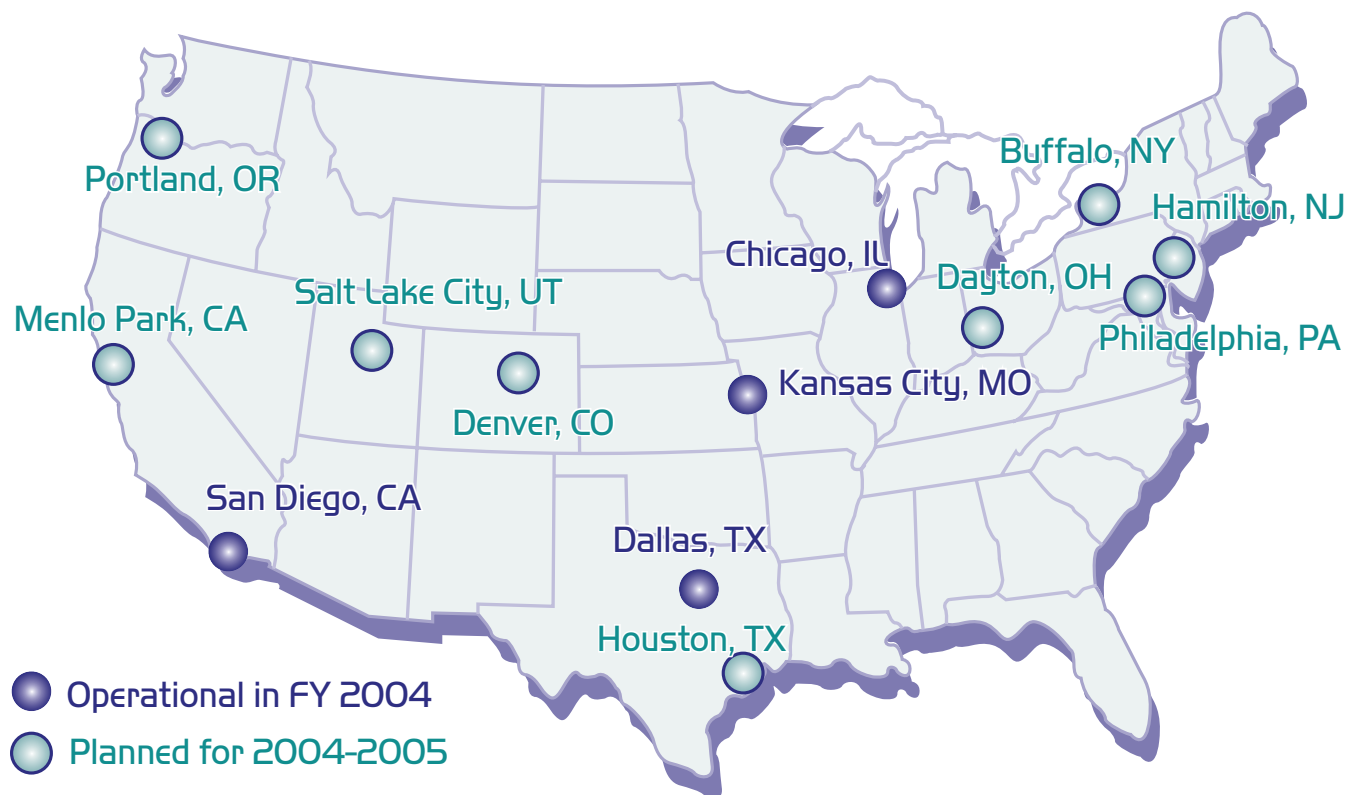 Buffalo, NY
Portland, OR
Hamilton, NJ
Chicago, IL
Dayton, OH
Salt Lake City, UT
Menlo Park, CA
Philadelphia, PA
Kansas City, MO
Denver, CO
San Diego, CA
Dallas, TX
Houston, TX
Operational in FY 2004
Planned for 2004-2005